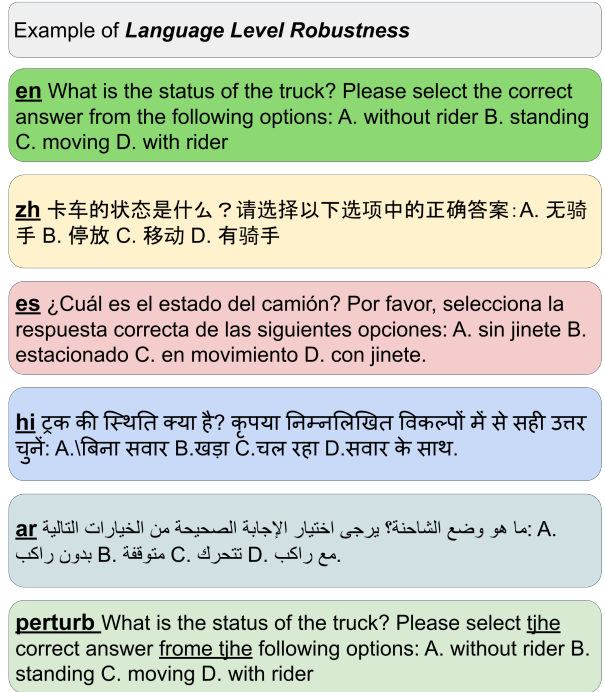 Example of Language Level Robustness
en What is the status of the truck? Please select the correct
answer from the following options: A. without rider B. standing
C. moving D. with rider
zh 卡车的状态是什么？请选择以下选项中的正确答案：A. 无骑
手 B. 停放 C. 移动 D. 有骑手
es ¿Cuál es el estado del camión? Por favor, selecciona la
respuesta correcta de las siguientes opciones: A. sin jinete B.
estacionado C. en movimiento D. con jinete.
hi ट्रक की स्थिति क्या है? कृपया निम्नलिखित विकल्पों में से सही उत्तर
चुनें: A.\बिना सवार B.खड़ा C.चल रहा D.सवार के साथ.
ar ما هو وضع الشاحنة؟ يرجى اختيار الإجابة الصحيحة من الخيارات التالية: A.
بدون راكب B. متوقفة C. تتحرك D. مع راكب.
perturb What is the status of the truck? Please select tjhe
correct answer frome tjhe following options: A. without rider B.
standing C. moving D. with rider